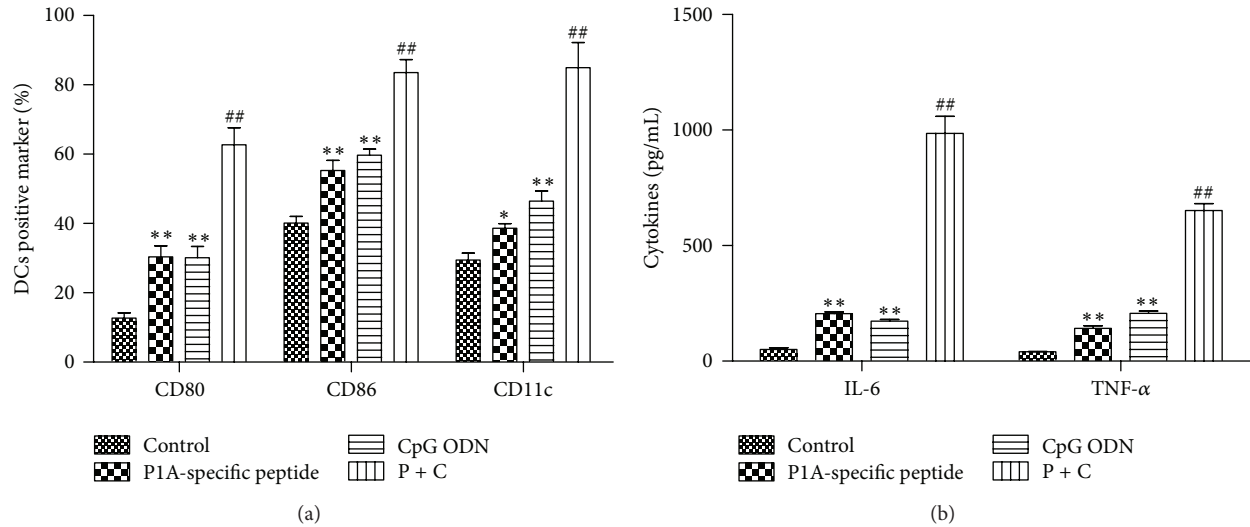 100
80
60
40
20
0
DCs positive marker (%)
**
**
##
**
**
##
*
**
##
CD80
CD86
CD11c
Control
CpG ODN
P1A-specific peptide
P + C
(a)
1500
1000
500
0
Cytokines (pg/mL)
**
**
##
**
**
##
IL-6
TNF-α
Control
CpG ODN
P1A-specific peptide
P + C
(b)